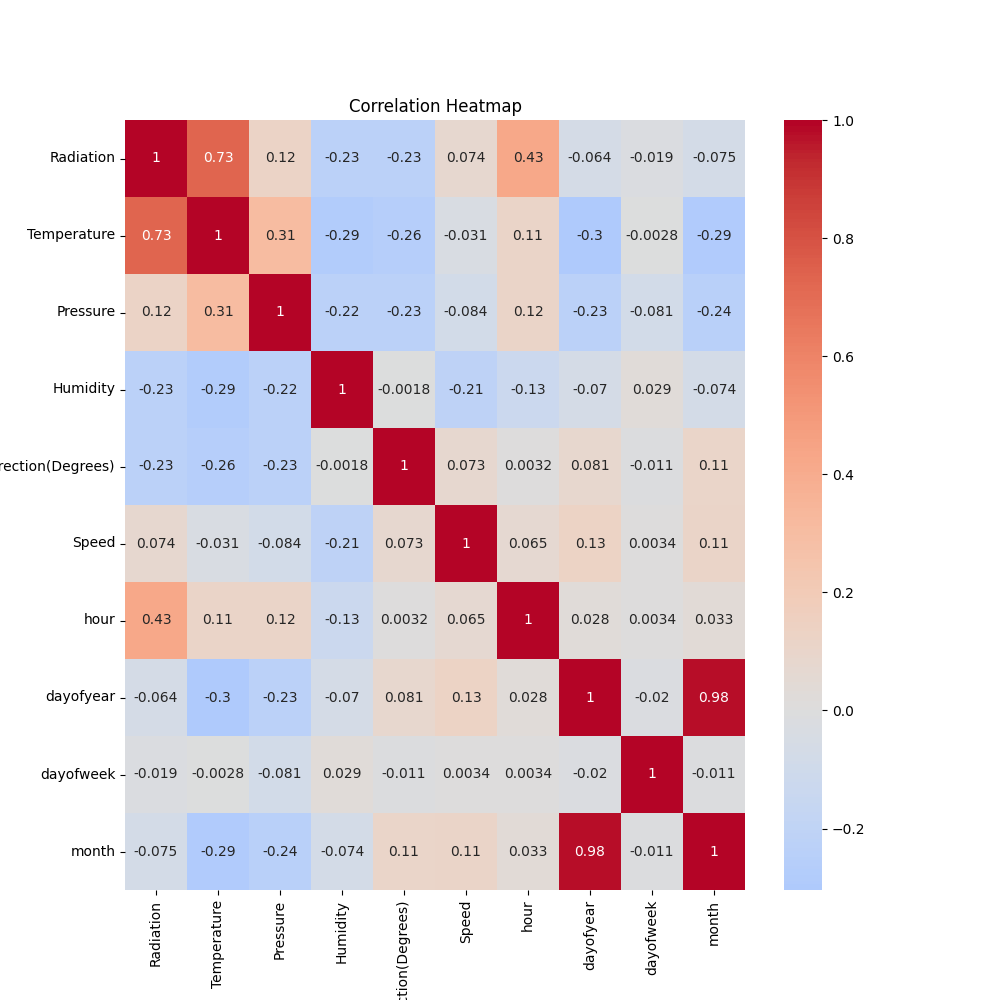 Correlation Heatmap
Radiation 1 0.73 0.12 -0.23 -0.23 0.074 0.43 -0.064 -0.019 -0.075
Temperature 0.73 1 0.31 -0.29 -0.26 -0.031 0.11 -0.3 -0.0028 -0.29
Pressure 0.12 0.31 1 -0.22 -0.23 -0.084 0.12 -0.23 -0.081 -0.24
Humidity -0.23 -0.29 -0.22 1 -0.0018 -0.21 -0.13 -0.07 0.029 -0.074
rection(Degrees) -0.23 -0.26 -0.23 -0.0018 1 0.073 0.0032 0.081 -0.011 0.11
Speed 0.074 -0.031 -0.084 -0.21 0.073 1 0.065 0.13 0.0034 0.11
hour 0.43 0.11 0.12 -0.13 0.0032 0.065 1 0.028 0.0034 0.033
dayofyear -0.064 -0.3 -0.23 -0.07 0.081 0.13 0.028 1 -0.02 0.98
dayofweek -0.019 -0.0028 -0.081 0.029 -0.011 0.0034 0.0034 -0.02 1 -0.011
month -0.075 -0.29 -0.24 -0.074 0.11 0.11 0.033 0.98 -0.011 1
Radiation
Temperature
Pressure
Humidity
ction(Degrees)
Speed
hour
dayofyear
dayofweek
month
1.0
0.8
0.6
0.4
0.2
0.0
−0.2